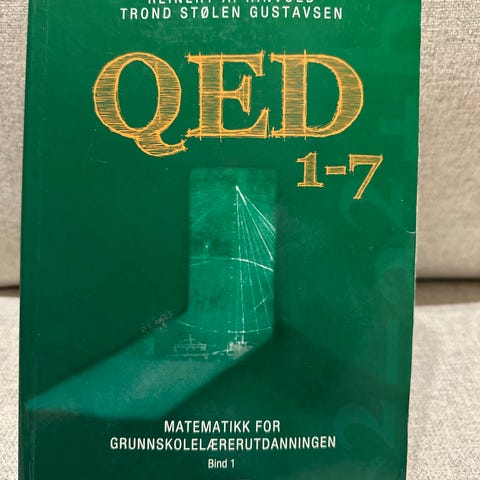 TROND STØLEN GUSTAVSEN
QED
1-7
MATEMATIKK FOR
GRUNNSKOLELÆRERUTDANNINGEN
Bind 1